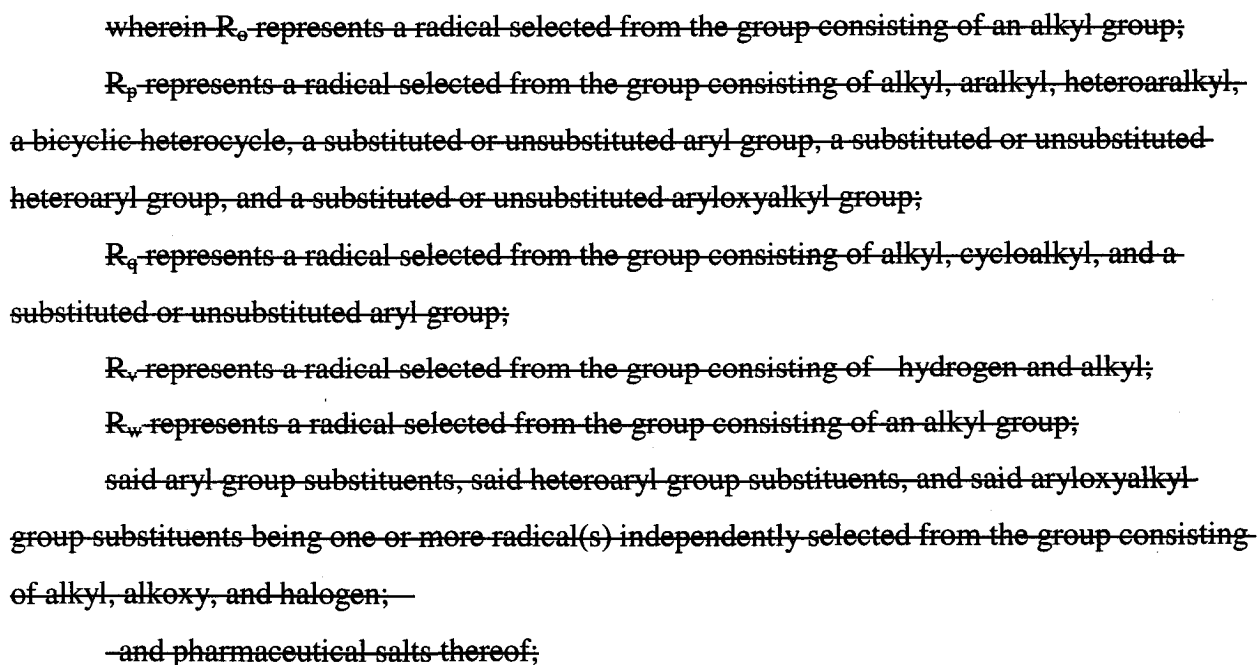 wherein Rₒ represents a radical selected from the group consisting of an alkyl group;
Rₚ represents a radical selected from the group consisting of alkyl, aralkyl, heteroaralkyl,
a bicyclic heterocycle, a substituted or unsubstituted aryl group, a substituted or unsubstituted
heteroaryl group, and a substituted or unsubstituted aryloxyalkyl group;
R_q represents a radical selected from the group consisting of alkyl, cycloalkyl, and a
substituted or unsubstituted aryl group;
Rᵥ represents a radical selected from the group consisting of hydrogen and alkyl;
R_w represents a radical selected from the group consisting of an alkyl group;
said aryl group substituents, said heteroaryl group substituents, and said aryloxyalkyl
group substituents being one or more radical(s) independently selected from the group consisting
of alkyl, alkoxy, and halogen;
and pharmaceutical salts thereof;